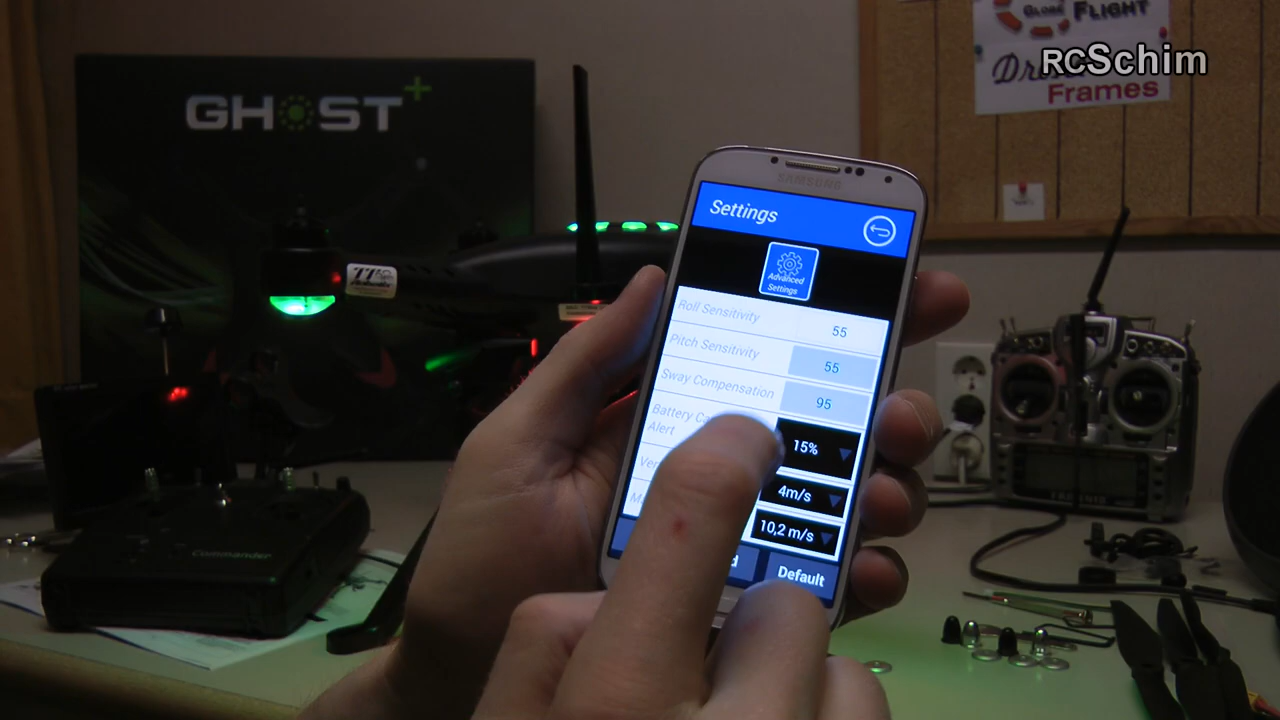 GLOBE FLIGHT
RCSchim
Frames
GHOST+
SAMSUNG
Settings
Advanced
Settings
Roll Sensitivity 55
Pitch Sensitivity 55
Sway Compensation 95
Battery
Alert 15%
4m/s
10,2 m/s
Default
Commander